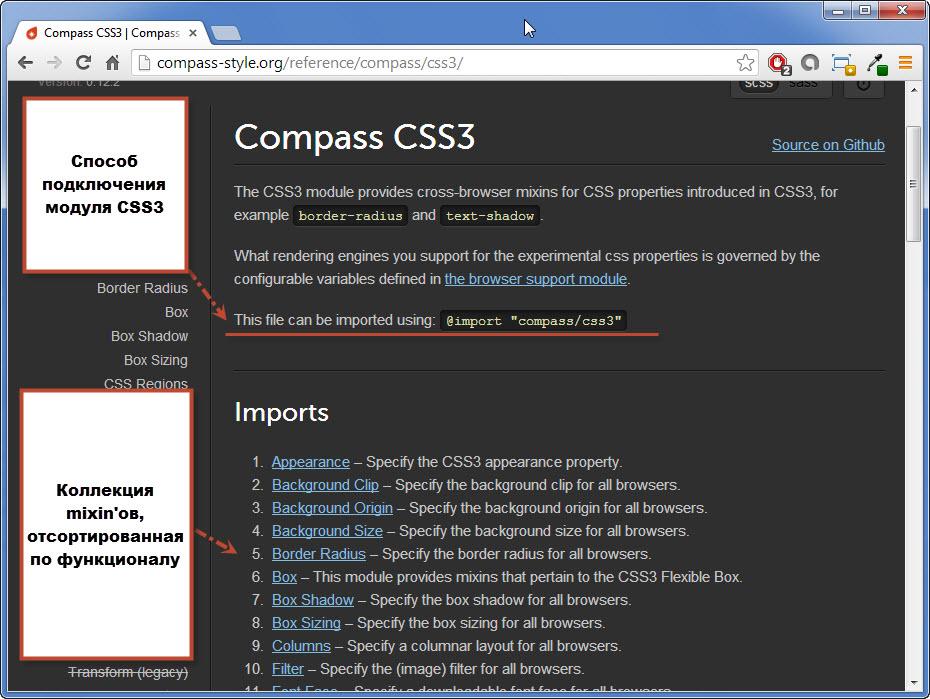 Compass CSS3 | Compass
compass-style.org/reference/compass/css3/
2
Version: 0.12.2
scss sass
Способ
подключения
модуля CSS3
Border Radius
Box
Box Shadow
Box Sizing
CSS Regions
Коллекция
mixin'ов,
отсортированная
по функционалу
Transform (legacy)
Compass CSS3
Source on Github
The CSS3 module provides cross-browser mixins for CSS properties introduced in CSS3, for
example border-radius and text-shadow.
What rendering engines you support for the experimental css properties is governed by the
configurable variables defined in the browser support module.
This file can be imported using: @import "compass/css3"
Imports
1. Appearance – Specify the CSS3 appearance property.
2. Background Clip – Specify the background clip for all browsers.
3. Background Origin – Specify the background origin for all browsers.
4. Background Size – Specify the background size for all browsers.
5. Border Radius – Specify the border radius for all browsers.
6. Box – This module provides mixins that pertain to the CSS3 Flexible Box.
7. Box Shadow – Specify the box shadow for all browsers.
8. Box Sizing – Specify the box sizing for all browsers.
9. Columns – Specify a columnar layout for all browsers.
10. Filter – Specify the (image) filter for all browsers.
11. Font Face – Specify a downloadable font face for all browsers.